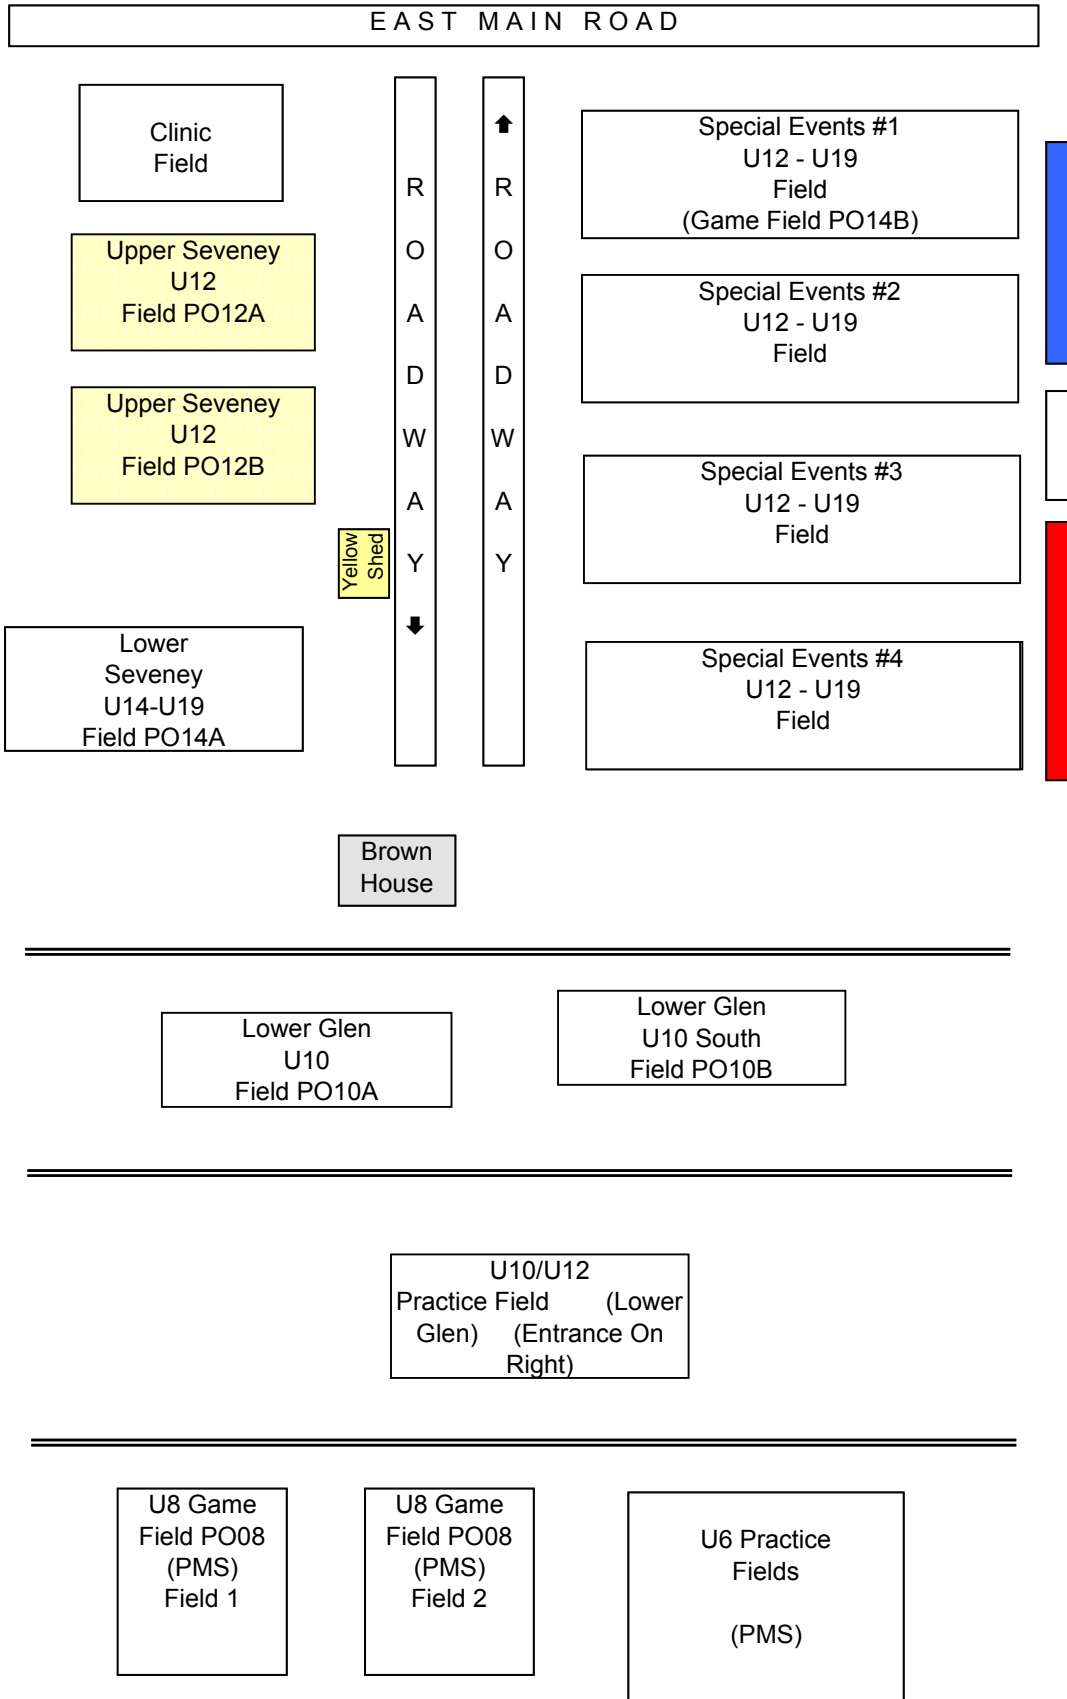 EAST MAIN ROAD
Clinic
Field
Upper Seveney
U12
Field PO12A
Upper Seveney
U12
Field PO12B
Yellow
Shed
Lower
Seveney
U14-U19
Field PO14A
ROADWAY
ROADWAY
Special Events #1
U12 - U19
Field
(Game Field PO14B)
Special Events #2
U12 - U19
Field
Special Events #3
U12 - U19
Field
Special Events #4
U12 - U19
Field
Brown
House
Lower Glen
U10
Field PO10A
Lower Glen
U10 South
Field PO10B
U10/U12
Practice Field (Lower
Glen) (Entrance On
Right)
U8 Game
Field PO08
(PMS)
Field 1
U8 Game
Field PO08
(PMS)
Field 2
U6 Practice
Fields
(PMS)